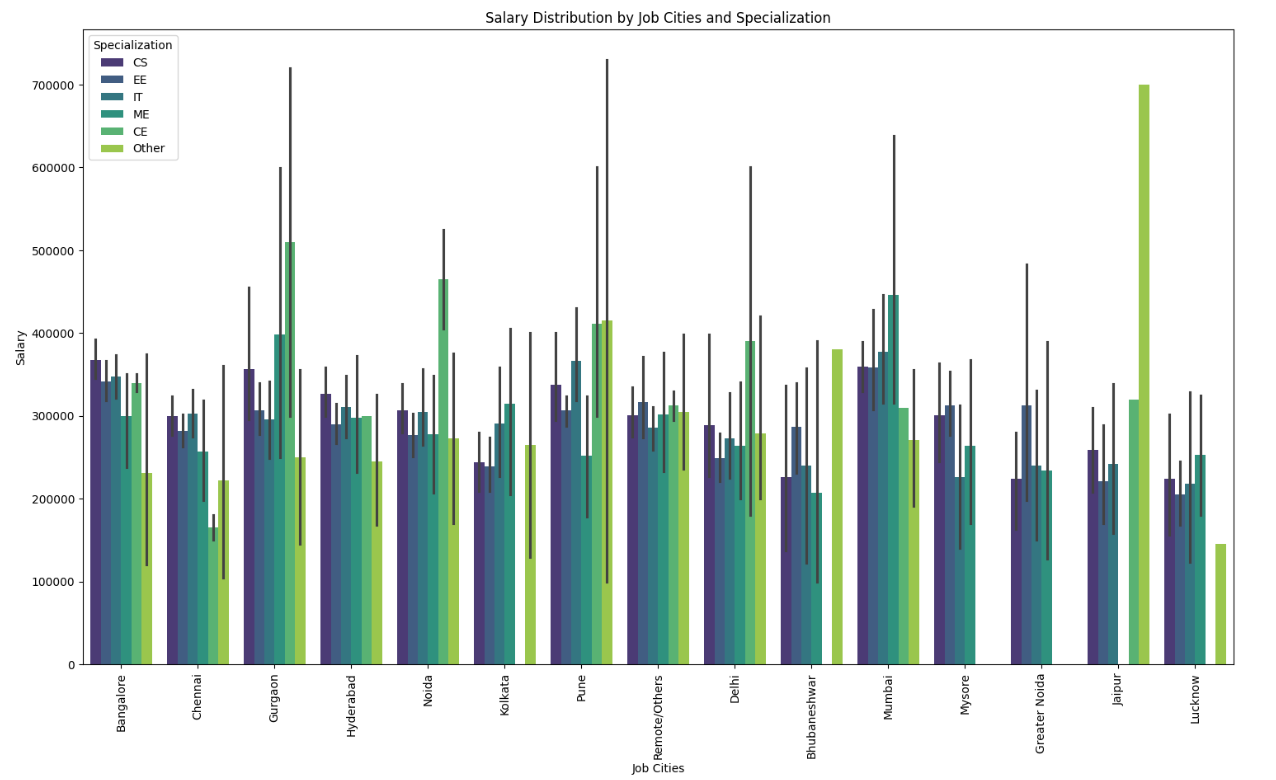 Salary Distribution by Job Cities and Specialization
Specialization
CS
EE
IT
ME
CE
Other
Salary
700000
600000
500000
400000
300000
200000
100000
0
Bangalore
Chennai
Gurgaon
Hyderabad
Noida
Kolkata
Pune
Remote/Others
Delhi
Bhubaneshwar
Mumbai
Mysore
Greater Noida
Jaipur
Lucknow
Job Cities